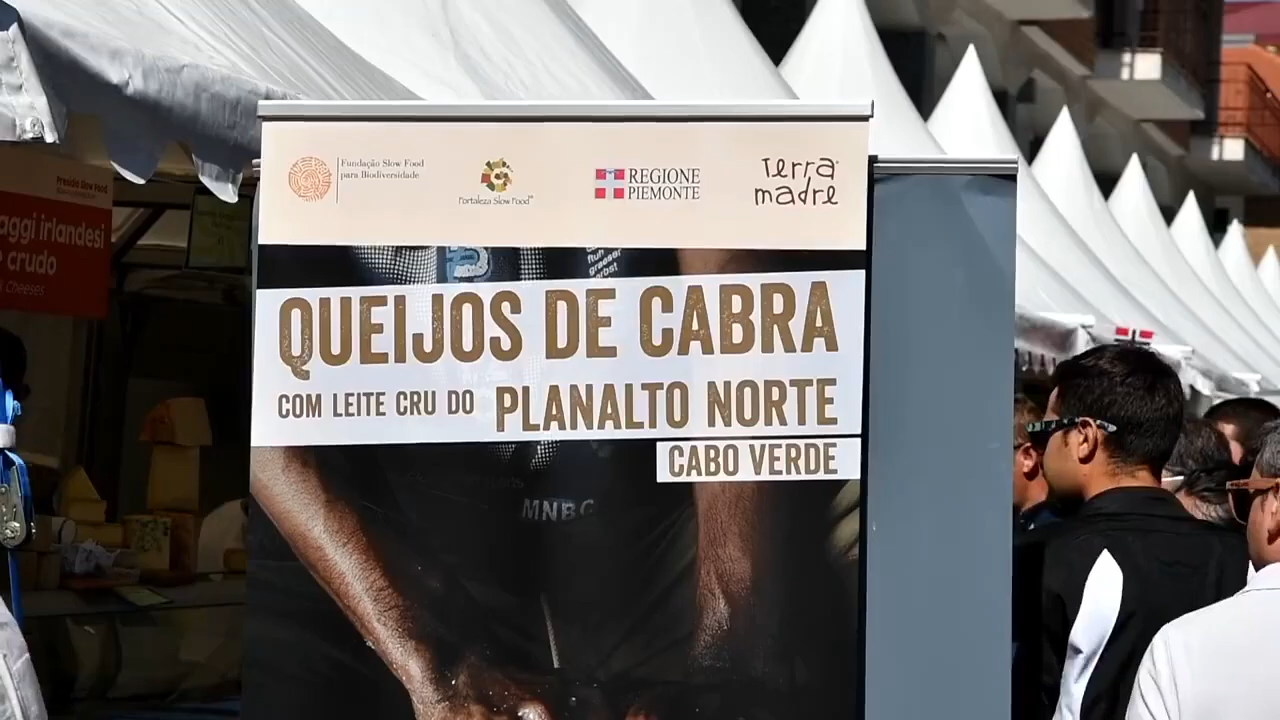 Fundação Slow Food
para Biodiversidade
Fortaleza Slow Food
REGIONE
PIEMONTE
Terra
madre
Presidio Slow Food
aggi irlandesi
crudo
Cheeses
graeser
QUEIJOS DE CABRA
COM LEITE CRU DO PLANALTO NORTE
CABO VERDE
MNBC